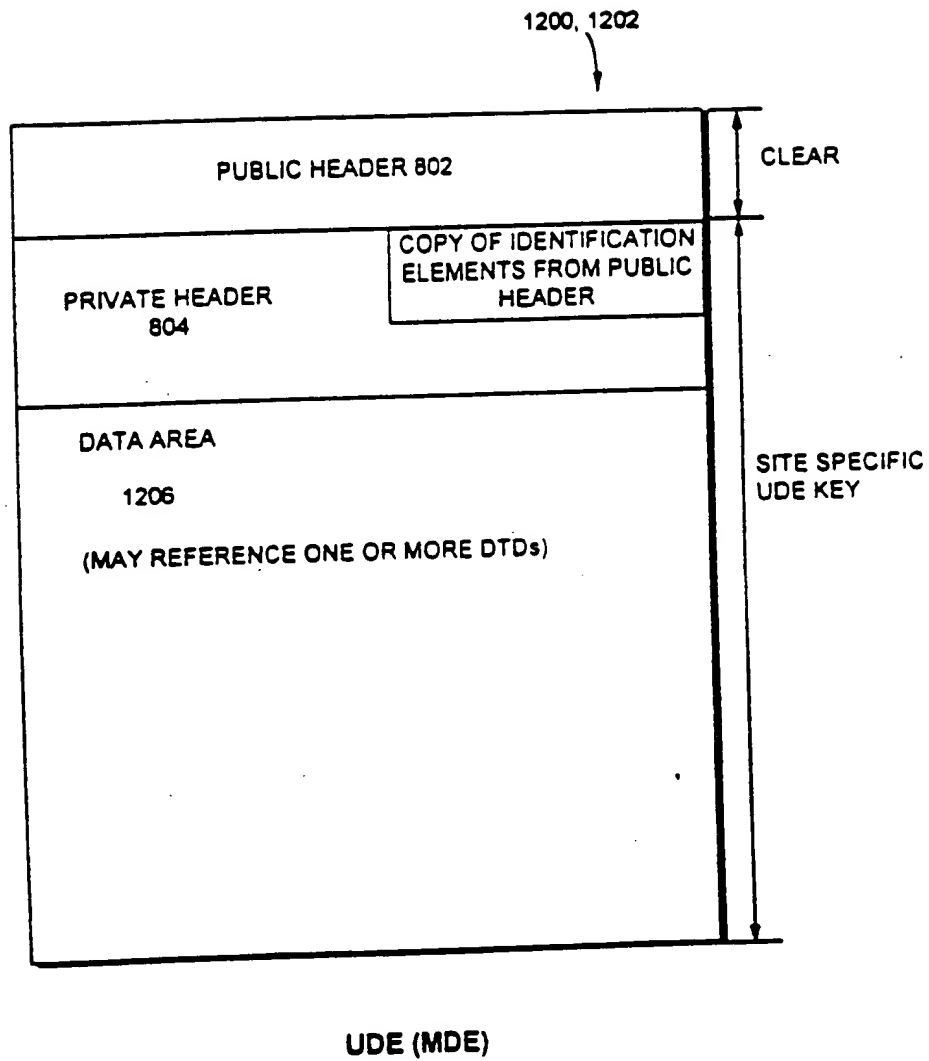 1200, 1202
PUBLIC HEADER 802
CLEAR
COPY OF IDENTIFICATION
ELEMENTS FROM PUBLIC
HEADER
PRIVATE HEADER
804
DATA AREA
1206
(MAY REFERENCE ONE OR MORE DTDs)
SITE SPECIFIC
UDE KEY
UDE (MDE)